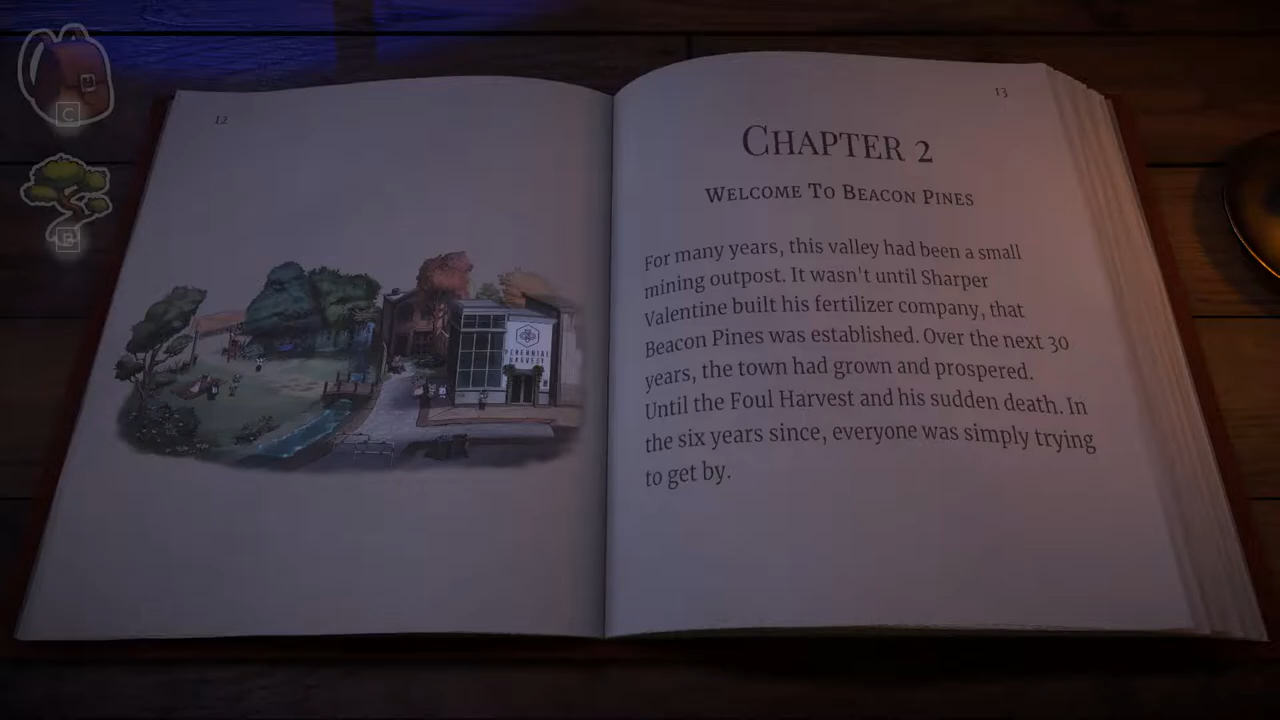 C
B
12
PERENNIAL
HARVEST
13
CHAPTER 2
WELCOME TO BEACON PINES
For many years, this valley had been a small
mining outpost. It wasn't until Sharper
Valentine built his fertilizer company, that
Beacon Pines was established. Over the next 30
years, the town had grown and prospered.
Until the Foul Harvest and his sudden death. In
the six years since, everyone was simply trying
to get by.